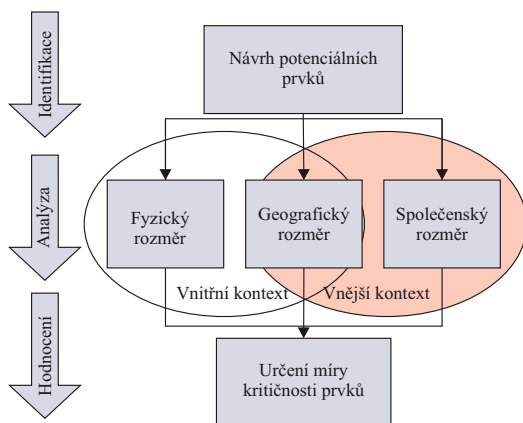 Identifikace
Návrh potenciálních
prvků
Analýza
Fyzický
rozměr
Geografický
rozměr
Společenský
rozměr
Vnitřní kontext
Vnější kontext
Hodnocení
Určení míry
kritičnosti prvků